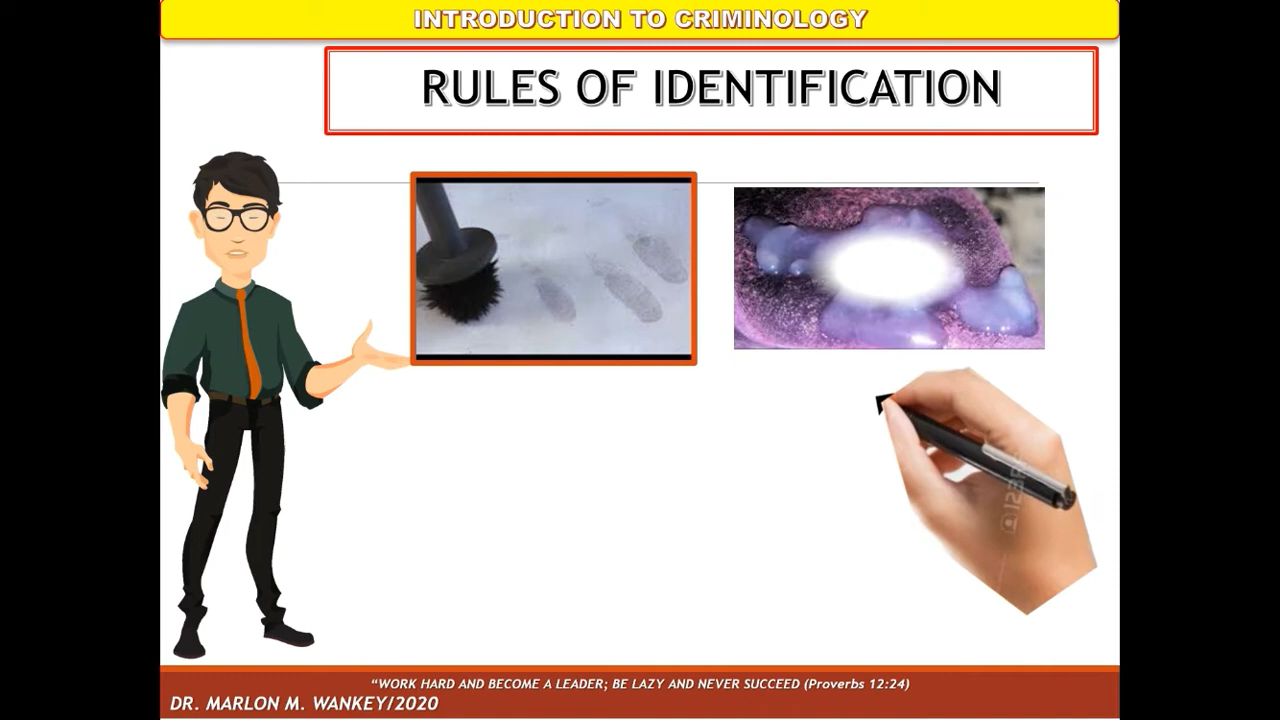 INTRODUCTION TO CRIMINOLOGY
RULES OF IDENTIFICATION
“WORK HARD AND BECOME A LEADER; BE LAZY AND NEVER SUCCEED (Proverbs 12:24)
DR. MARLON M. WANKEY/2020